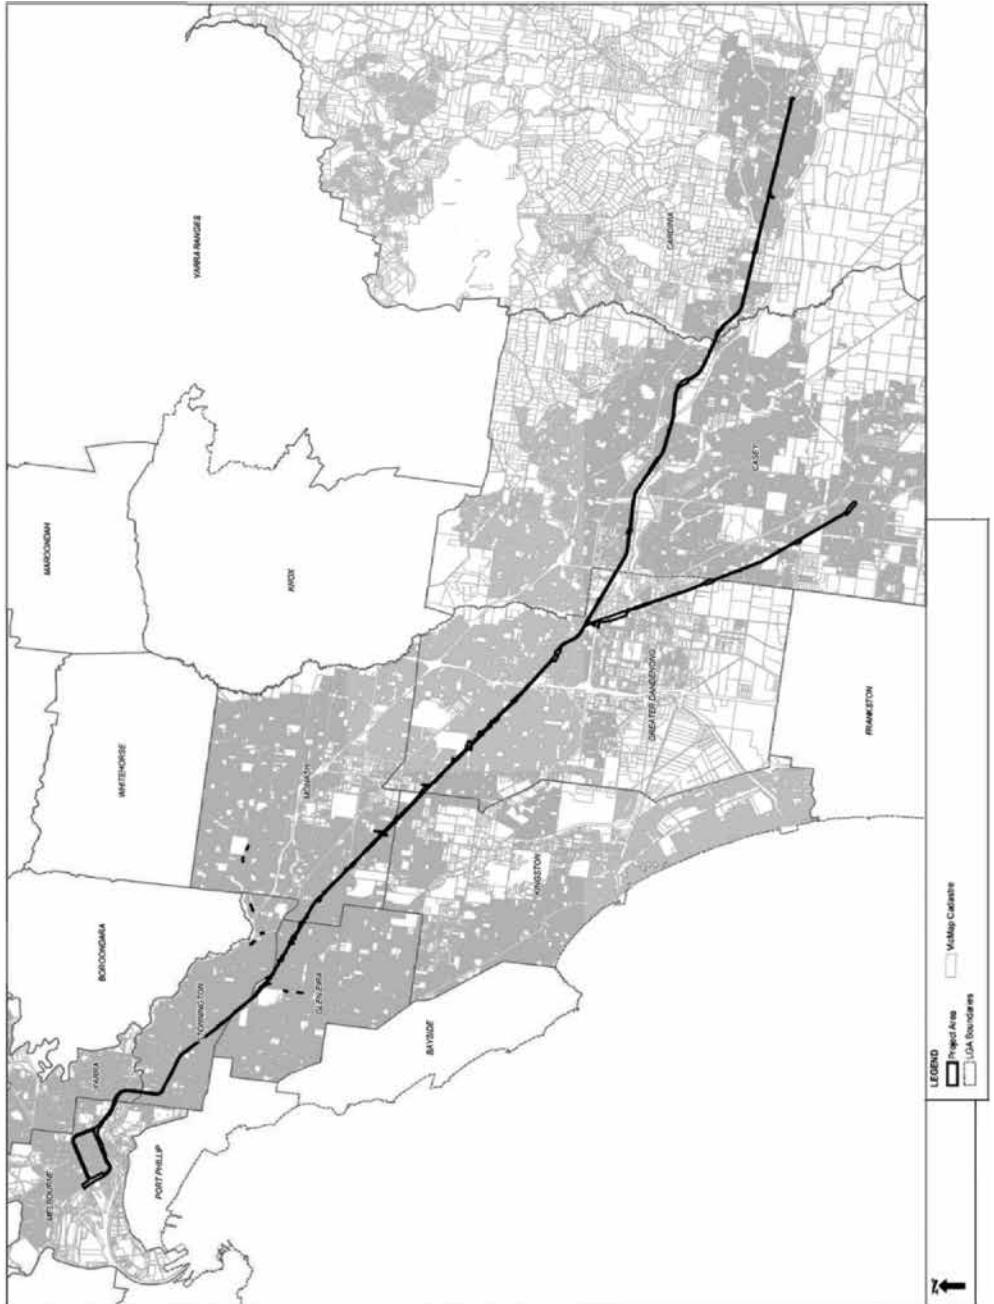 YARRA RANGES
CARDINIA
MAROONDAH
KNOX
CASEY
WHITEHORSE
MONASH
GREATER DANDENONG
FRANKSTON
BOROONDARA
KINGSTON
STONNINGTON
GLEN EIRA
YARRA
BAYSIDE
MELBOURNE
PORT PHILLIP
LEGEND
Project Area
LGA Boundaries
VicMap Cadastre
N